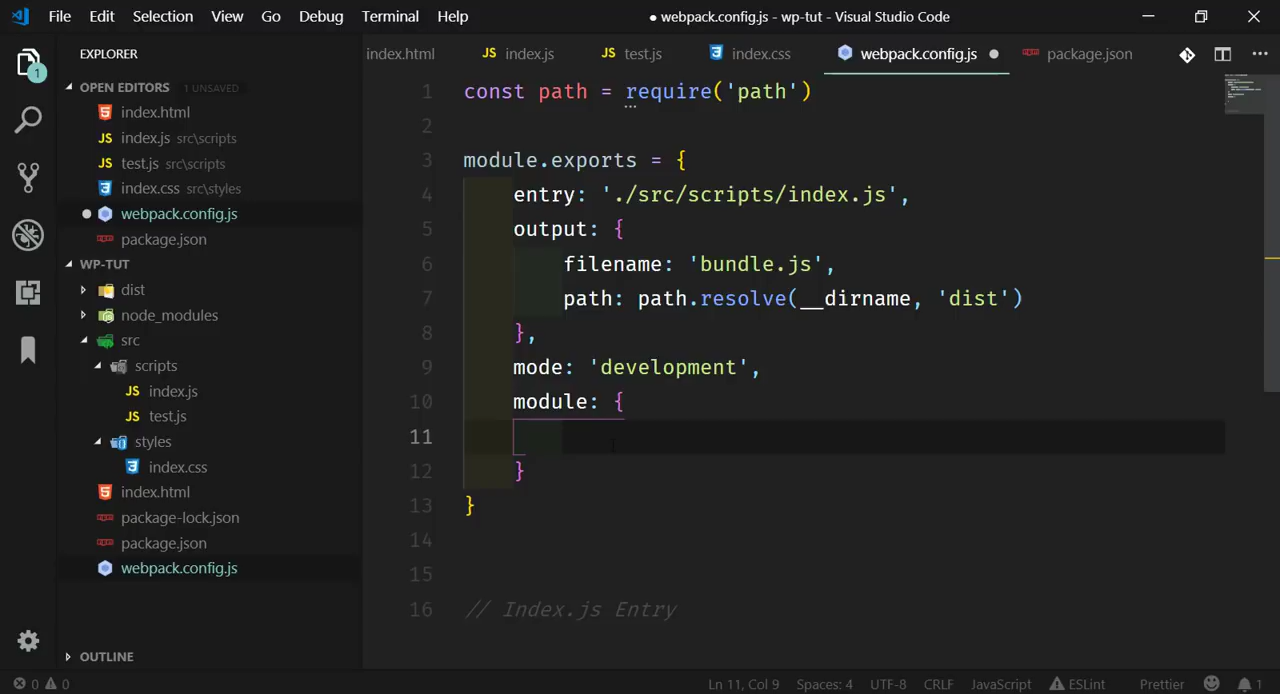 File Edit Selection View Go Debug Terminal Help
● webpack.config.js - wp-tut - Visual Studio Code
EXPLORER
OPEN EDITORS 1 UNSAVED
index.html
JS index.js src\scripts
JS test.js src\scripts
index.css src\styles
webpack.config.js
package.json
WP-TUT
dist
node_modules
src
scripts
JS index.js
JS test.js
styles
index.css
index.html
package-lock.json
package.json
webpack.config.js
OUTLINE
1
index.html JS index.js JS test.js index.css webpack.config.js ● package.json ···
1 const path = require('path')
2
3 module.exports = {
4 entry: './src/scripts/index.js',
5 output: {
6 filename: 'bundle.js',
7 path: path.resolve(__dirname, 'dist')
8 },
9 mode: 'development',
10 module: {
11
12 }
13 }
14
15
16 // Index.js Entry
0 0 Ln 11, Col 9 Spaces: 4 UTF-8 CRLF JavaScript ESLint Prettier 1